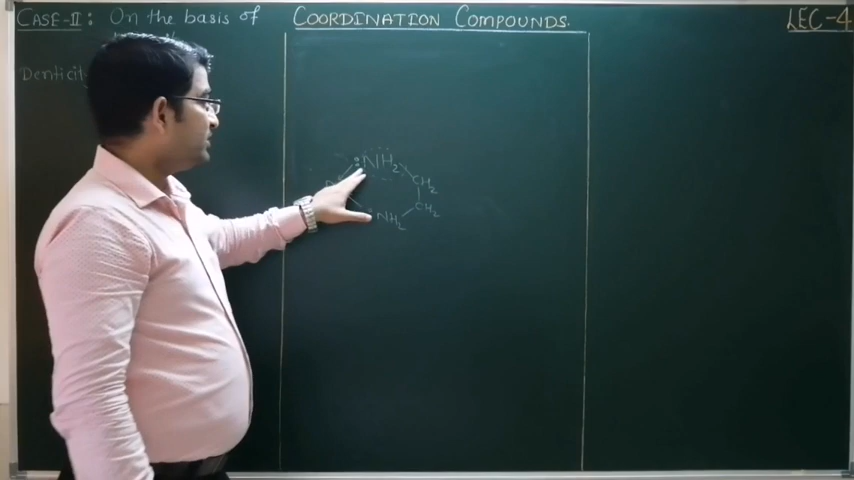 CASE-II: On the basis of
Denticit
COORDINATION COMPOUNDS.
LEC-4
:NH2
CH2
CH2
NH2